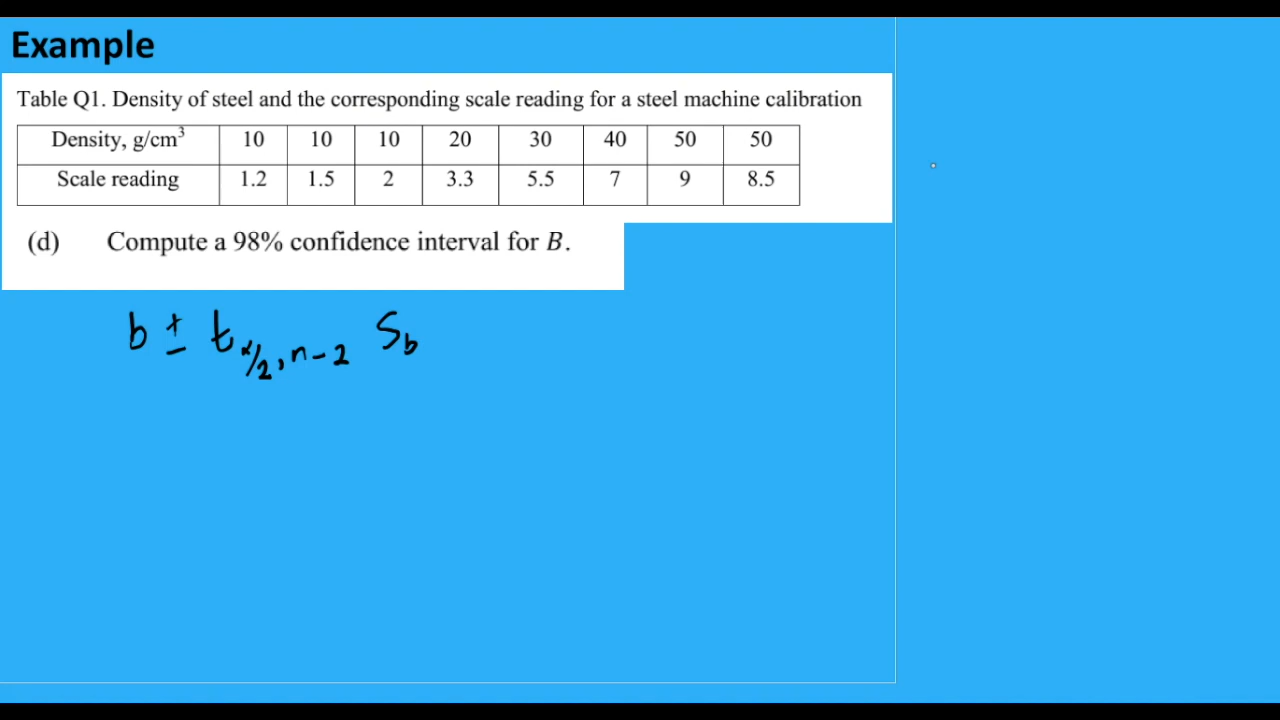 Example
Table Q1. Density of steel and the corresponding scale reading for a steel machine calibration
Density, g/cm³ 10 10 10 20 30 40 50 50
Scale reading 1.2 1.5 2 3.3 5.5 7 9 8.5
(d) Compute a 98% confidence interval for B.
b ± t α/2, n-2 S b